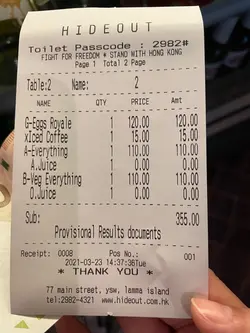 HIDEOUT
Toilet Passcode : 2982#
FIGHT FOR FREEDOM * STAND WITH HONG KONG
Page 1 Total 2 Page
Table:2 Name: 2
NAME QTY PRICE Amt
G-Eggs Royale 1 120.00 120.00
xIced Coffee 1 15.00 15.00
A-Everything 1 110.00 110.00
A.Juice 1 0.00 0.00
B-Veg Everything 1 110.00 110.00
O.Juice 1 0.00 0.00
Sub: 355.00
Provisional Results documents
Receipt: 0008 Pos No: 001
2021-03-23 14:37:36Tue
* THANK YOU *
77 main street, ysw, lamma island
tel:2982-4321 www.hideout.com.hk